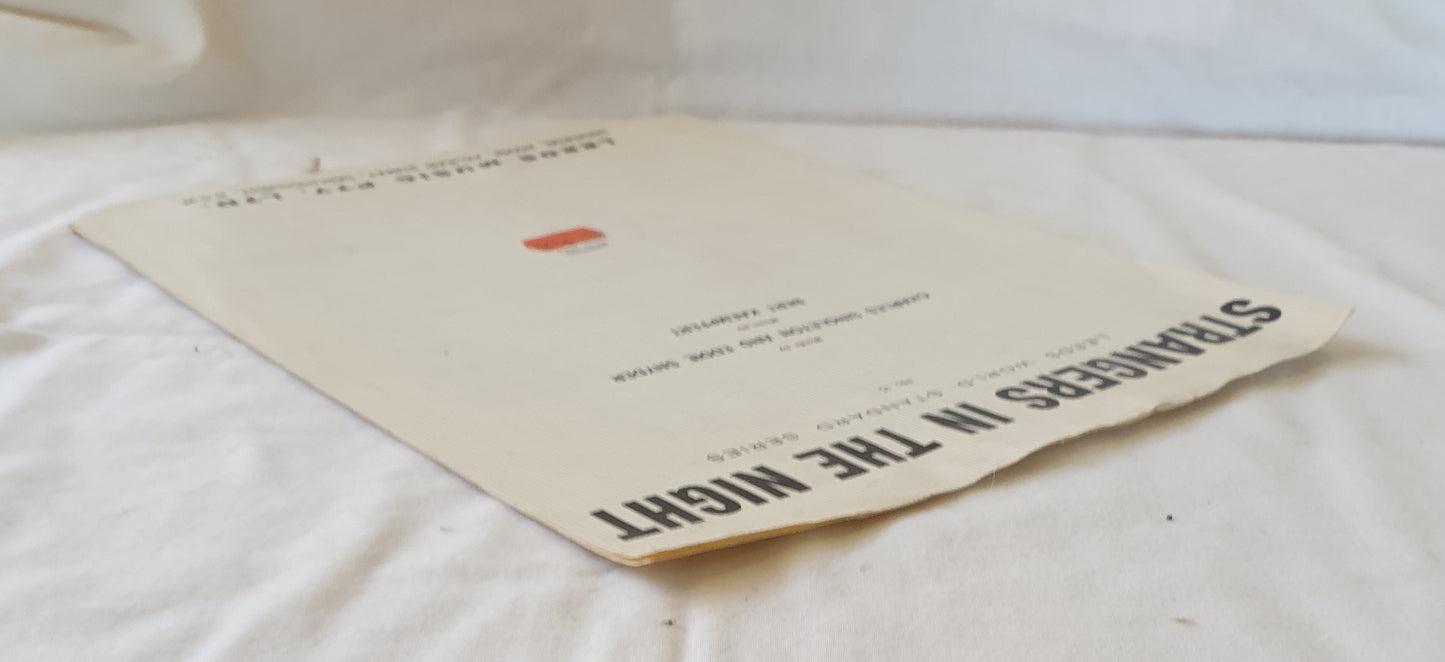 STRANGERS IN THE NIGHT
LEEDS WORLD STANDARD SERIES
CHARLES SINGLETON AND EDDIE SNYDER
BERT KAEMPFERT
LEEDS MUSIC PTY. LTD.